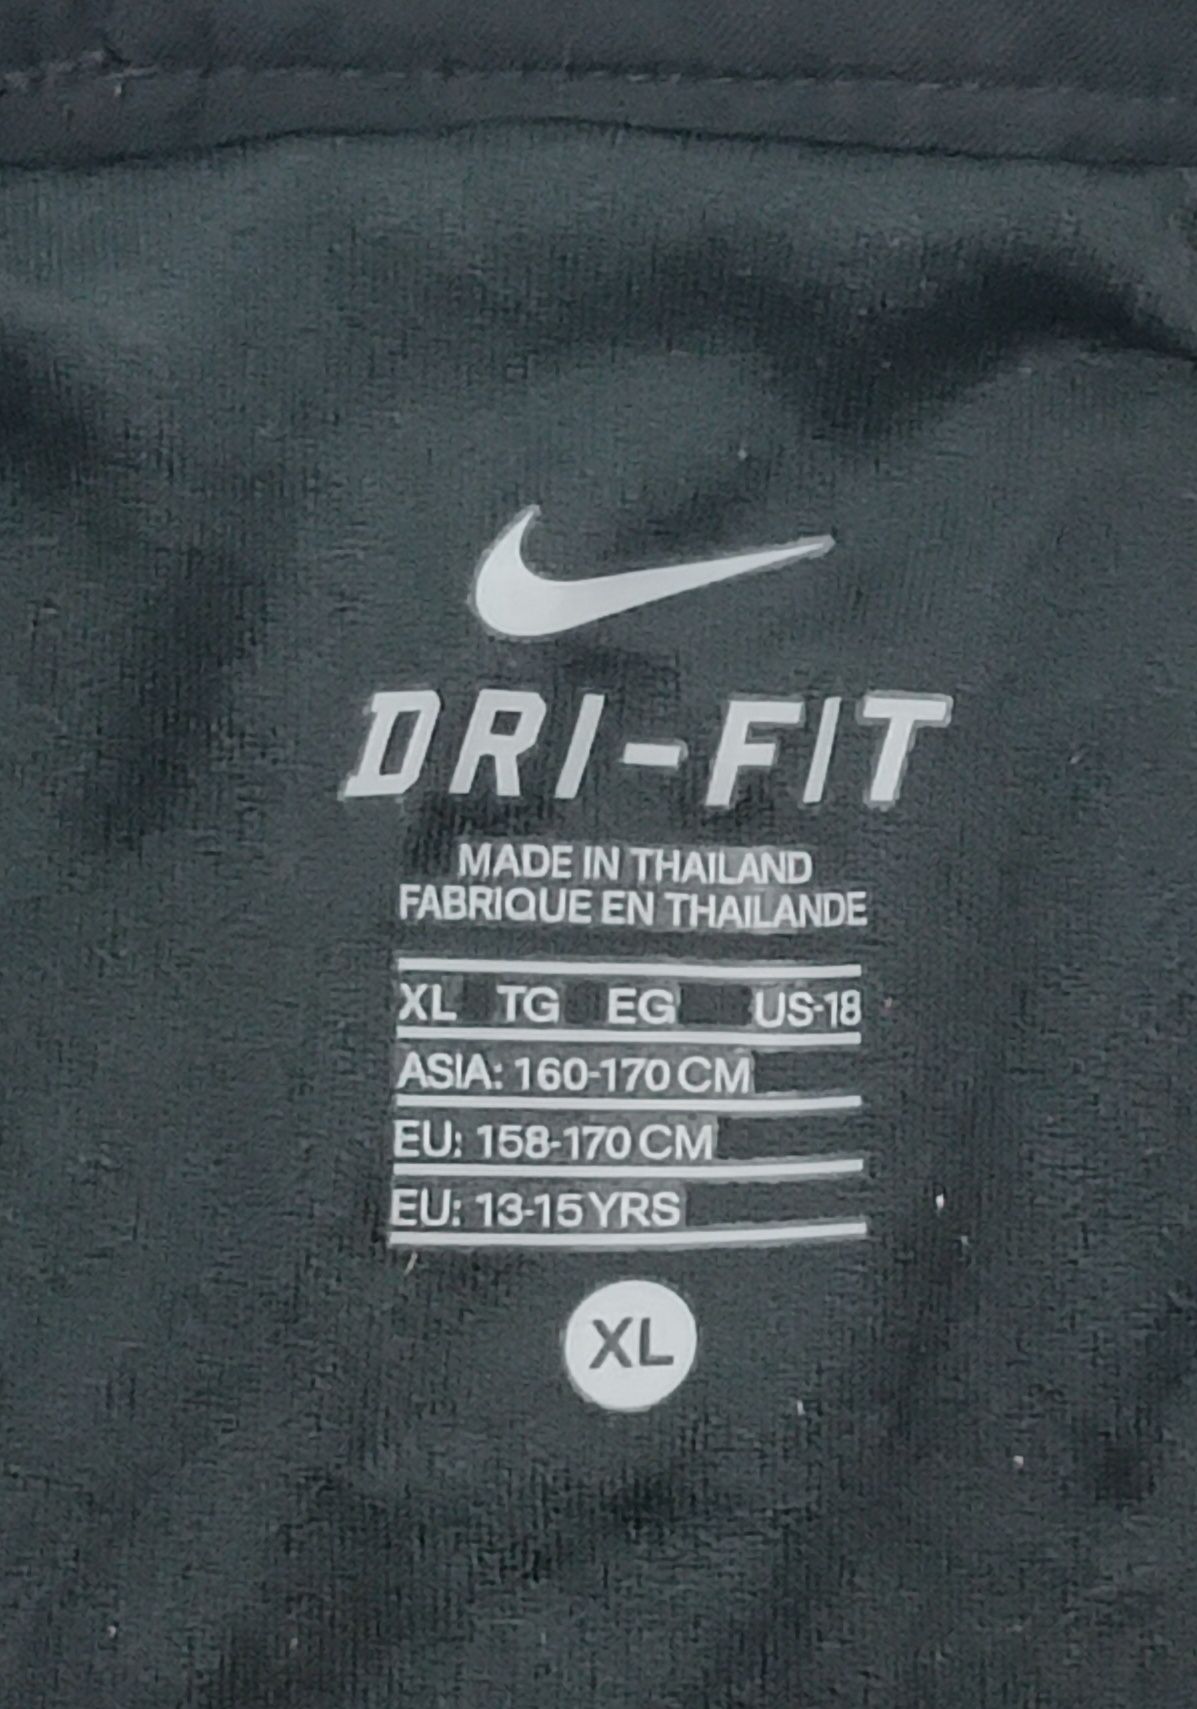 DRI-FIT
MADE IN THAILAND
FABRIQUE EN THAILANDE
XL TG EG US-18
ASIA: 160-170 CM
EU: 158-170 CM
EU: 13-15 YRS
XL